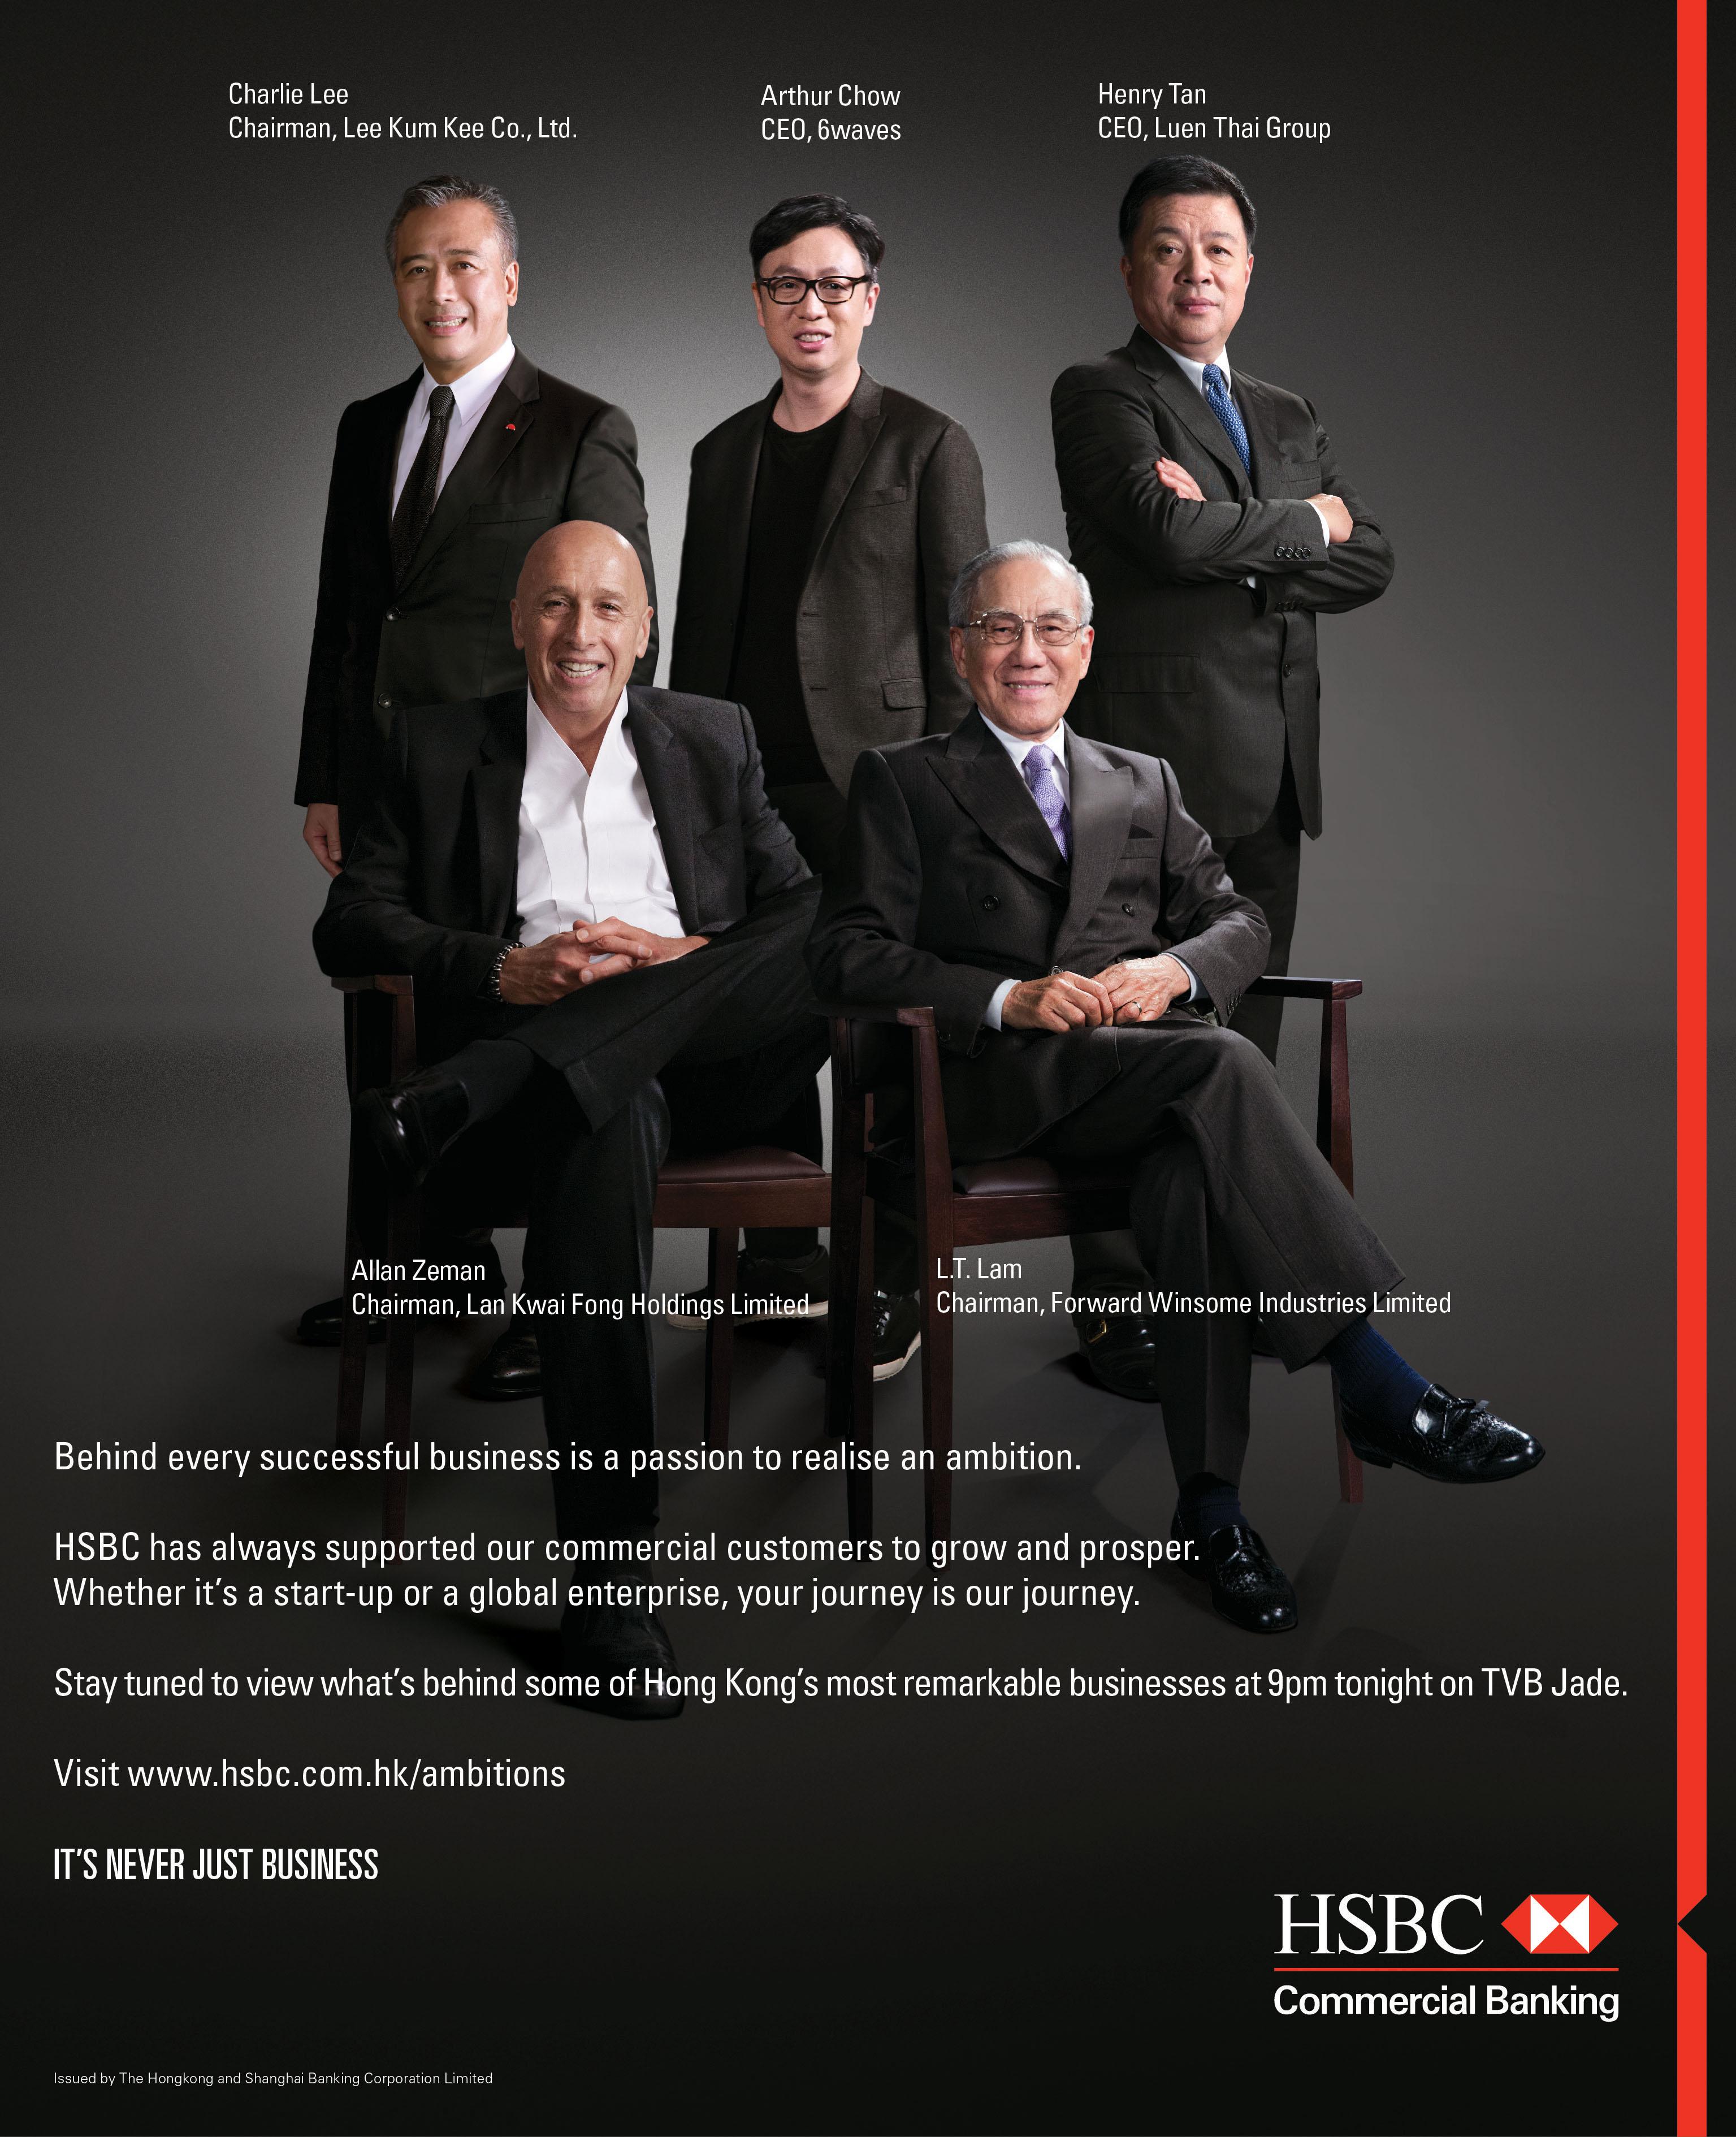 Charlie Lee
Chairman, Lee Kum Kee Co., Ltd.
Arthur Chow
CEO, 6waves
Henry Tan
CEO, Luen Thai Group
Allan Zeman
Chairman, Lan Kwai Fong Holdings Limited
L.T. Lam
Chairman, Forward Winsome Industries Limited
Behind every successful business is a passion to realise an ambition.
HSBC has always supported our commercial customers to grow and prosper.
Whether it’s a start-up or a global enterprise, your journey is our journey.
Stay tuned to view what’s behind some of Hong Kong’s most remarkable businesses at 9pm tonight on TVB Jade.
Visit www.hsbc.com.hk/ambitions
IT’S NEVER JUST BUSINESS
HSBC
Commercial Banking
Issued by The Hongkong and Shanghai Banking Corporation Limited